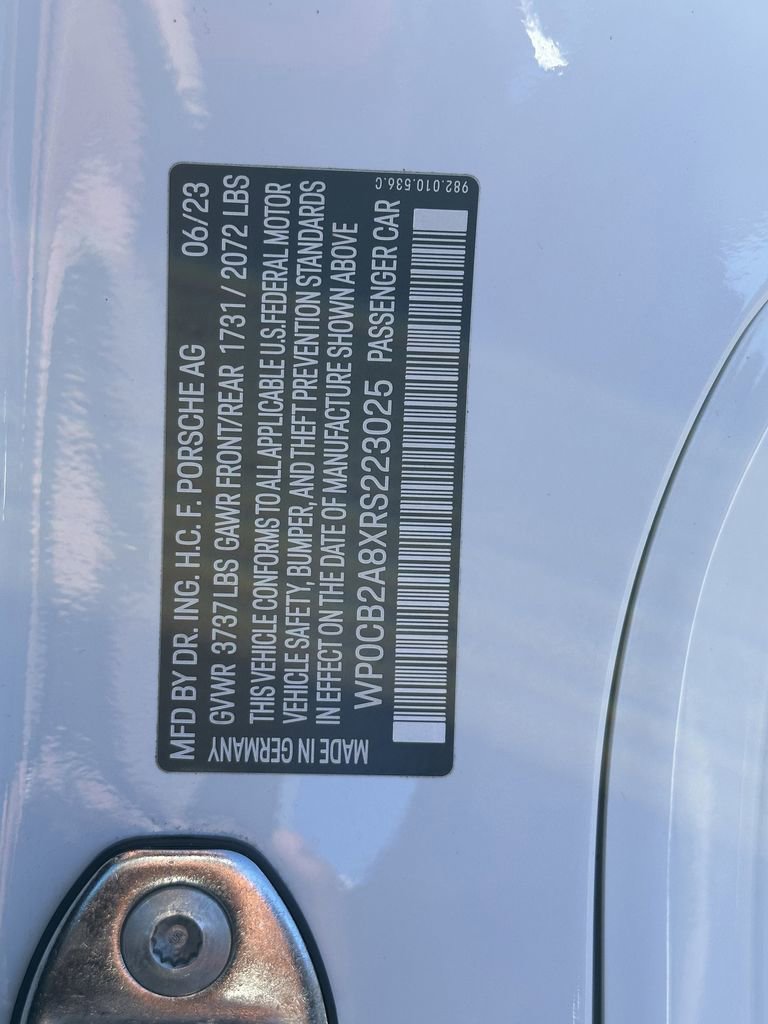 MFD BY DR. ING. H.C. F. PORSCHE AG 06/23
GVWR 3737 LBS GAWR FRONT/REAR 1731 / 2072 LBS
THIS VEHICLE CONFORMS TO ALL APPLICABLE U.S. FEDERAL MOTOR
VEHICLE SAFETY, BUMPER, AND THEFT PREVENTION STANDARDS
IN EFFECT ON THE DATE OF MANUFACTURE SHOWN ABOVE
WP0CB2A8XRS223025 PASSENGER CAR
MADE IN GERMANY
982.010.536.C